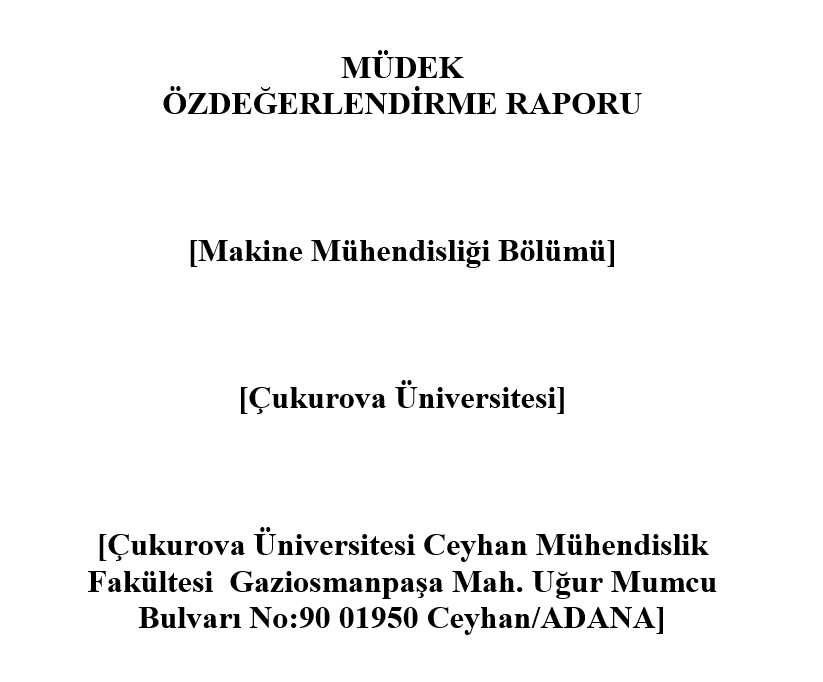 MÜDEK
ÖZDEĞERLENDİRME RAPORU
[Makine Mühendisliği Bölümü]
[Çukurova Üniversitesi]
[Çukurova Üniversitesi Ceyhan Mühendislik
Fakültesi  Gaziosmanpaşa Mah. Uğur Mumcu
Bulvarı No:90 01950 Ceyhan/ADANA]